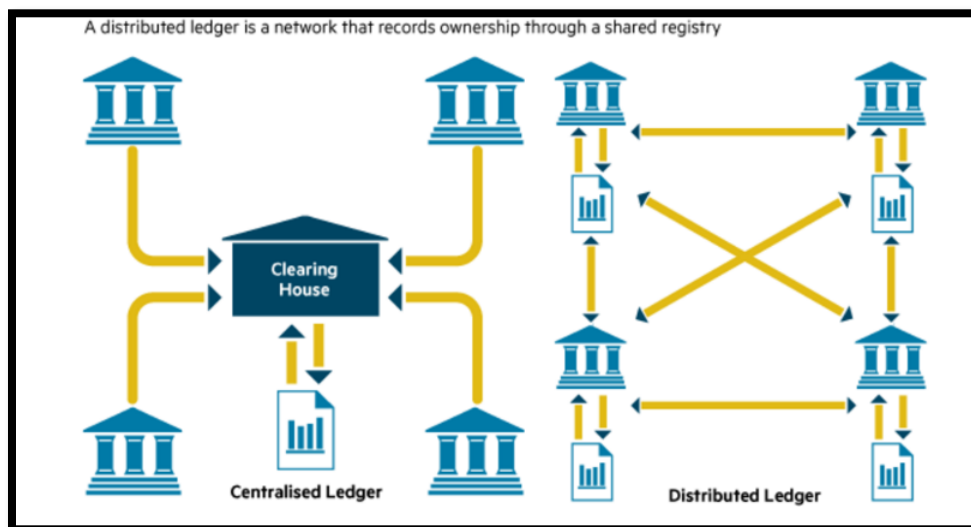 A distributed ledger is a network that records ownership through a shared registry
Clearing
House
Centralised Ledger
Distributed Ledger